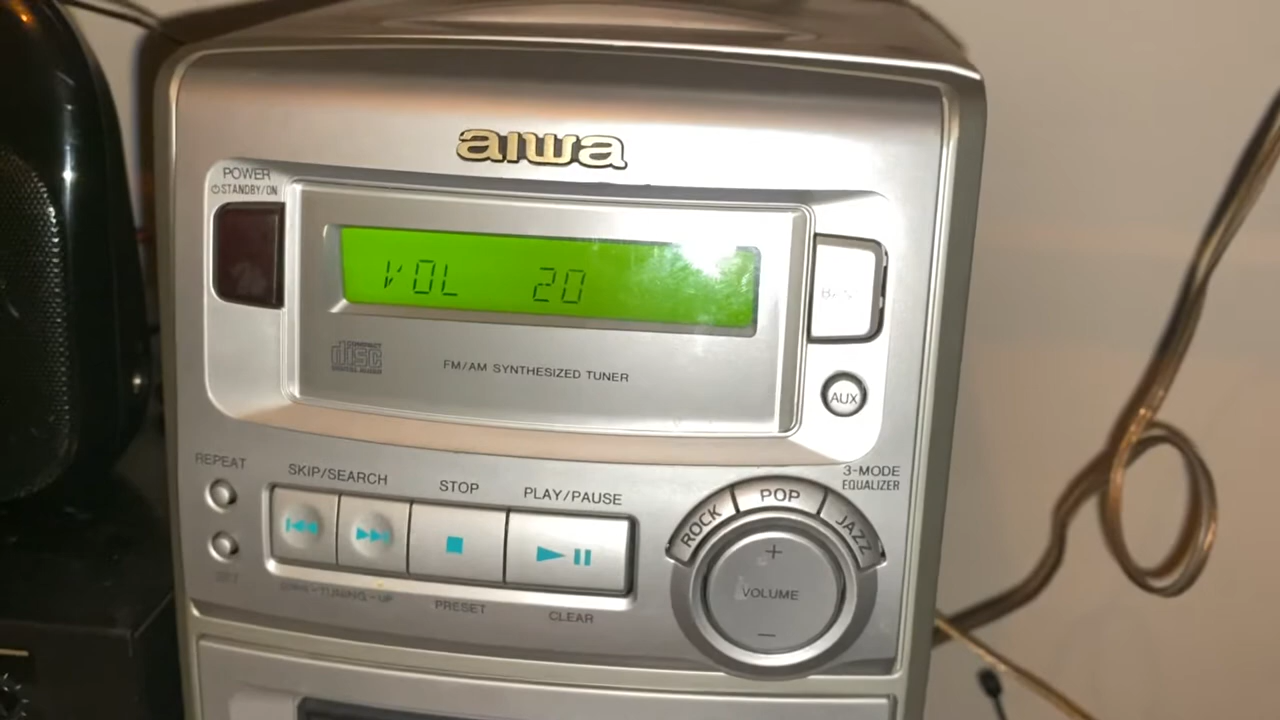 aiwa
POWER
⏻STANDBY/ON
VOL 20
disc
FM/AM SYNTHESIZED TUNER
AUX
3-MODE
EQUALIZER
REPEAT
SKIP/SEARCH
STOP
PLAY/PAUSE
ROCK
POP
JAZZ
+
VOLUME
−
PRESET
CLEAR